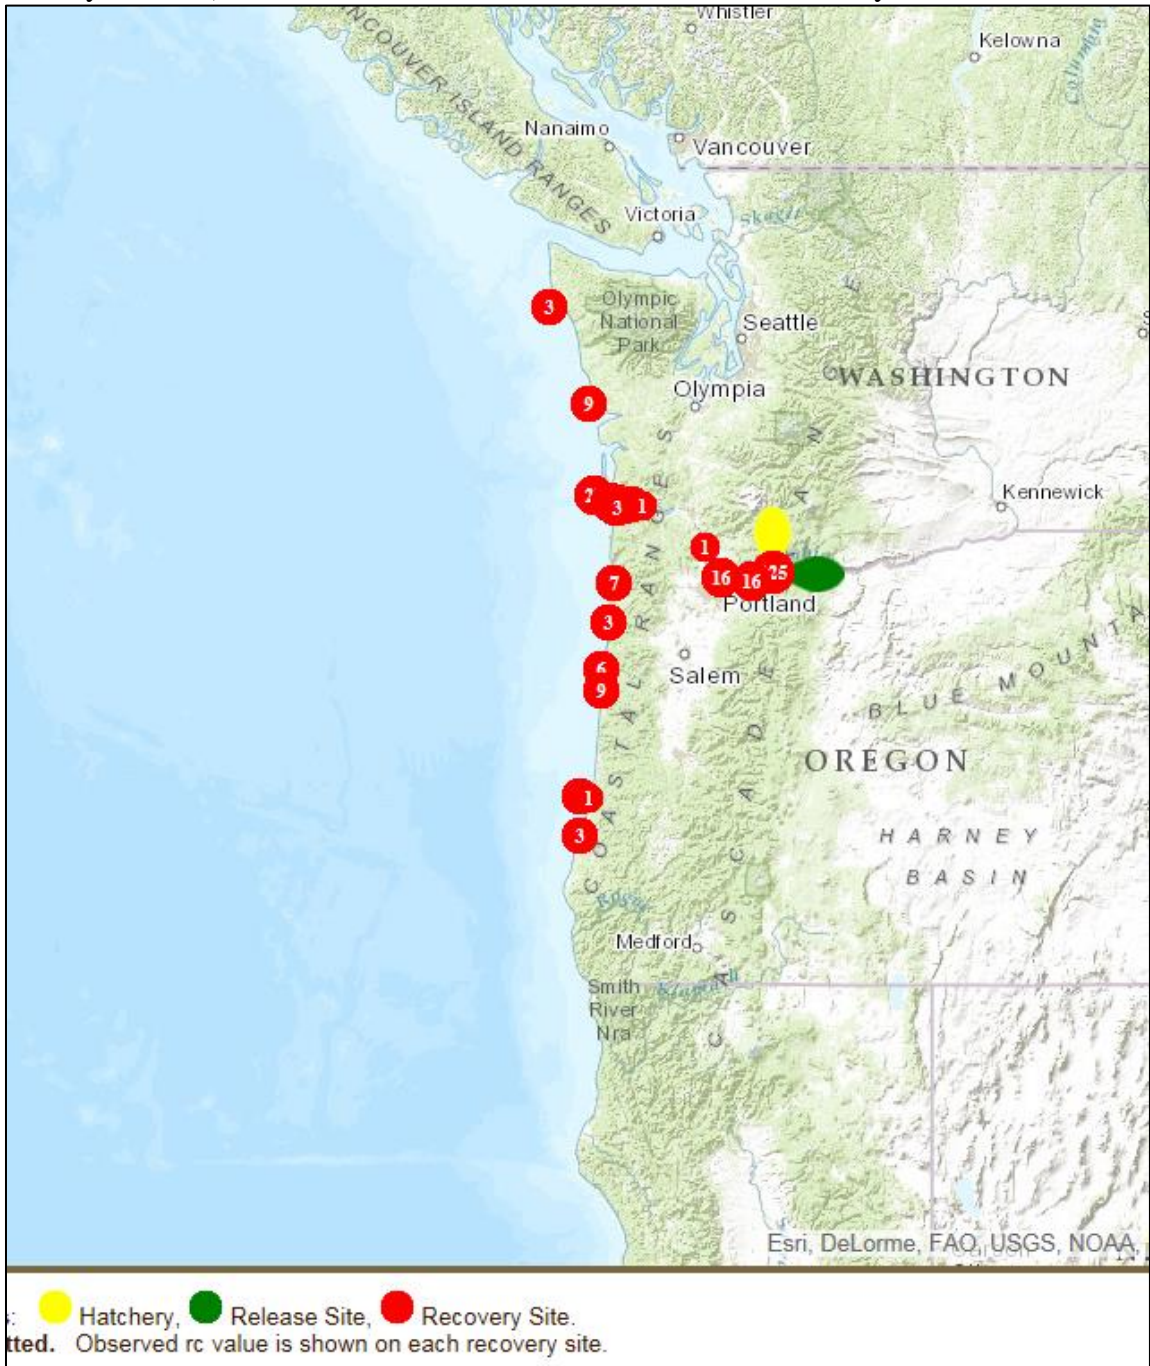 Whistler
Kelowna
Columbia
VANCOUVER ISLAND RANGES
Nanaimo
Vancouver
Victoria
Skagit
3
Olympic
National
Park
Seattle
WASHINGTON
9
Olympia
3
1
Kennewick
1
16
16
25
Portland
7
3
6
9
Salem
BLUE MOUNTA
OREGON
1
3
HARNEY
BASIN
COASTAL RANGES
CASCADE
RAN
Rogue
Medford
Klamath
Smith
River
Nra
Esri, DeLorme, FAO, USGS, NOAA,
: Hatchery, Release Site, Recovery Site.
tted. Observed rc value is shown on each recovery site.